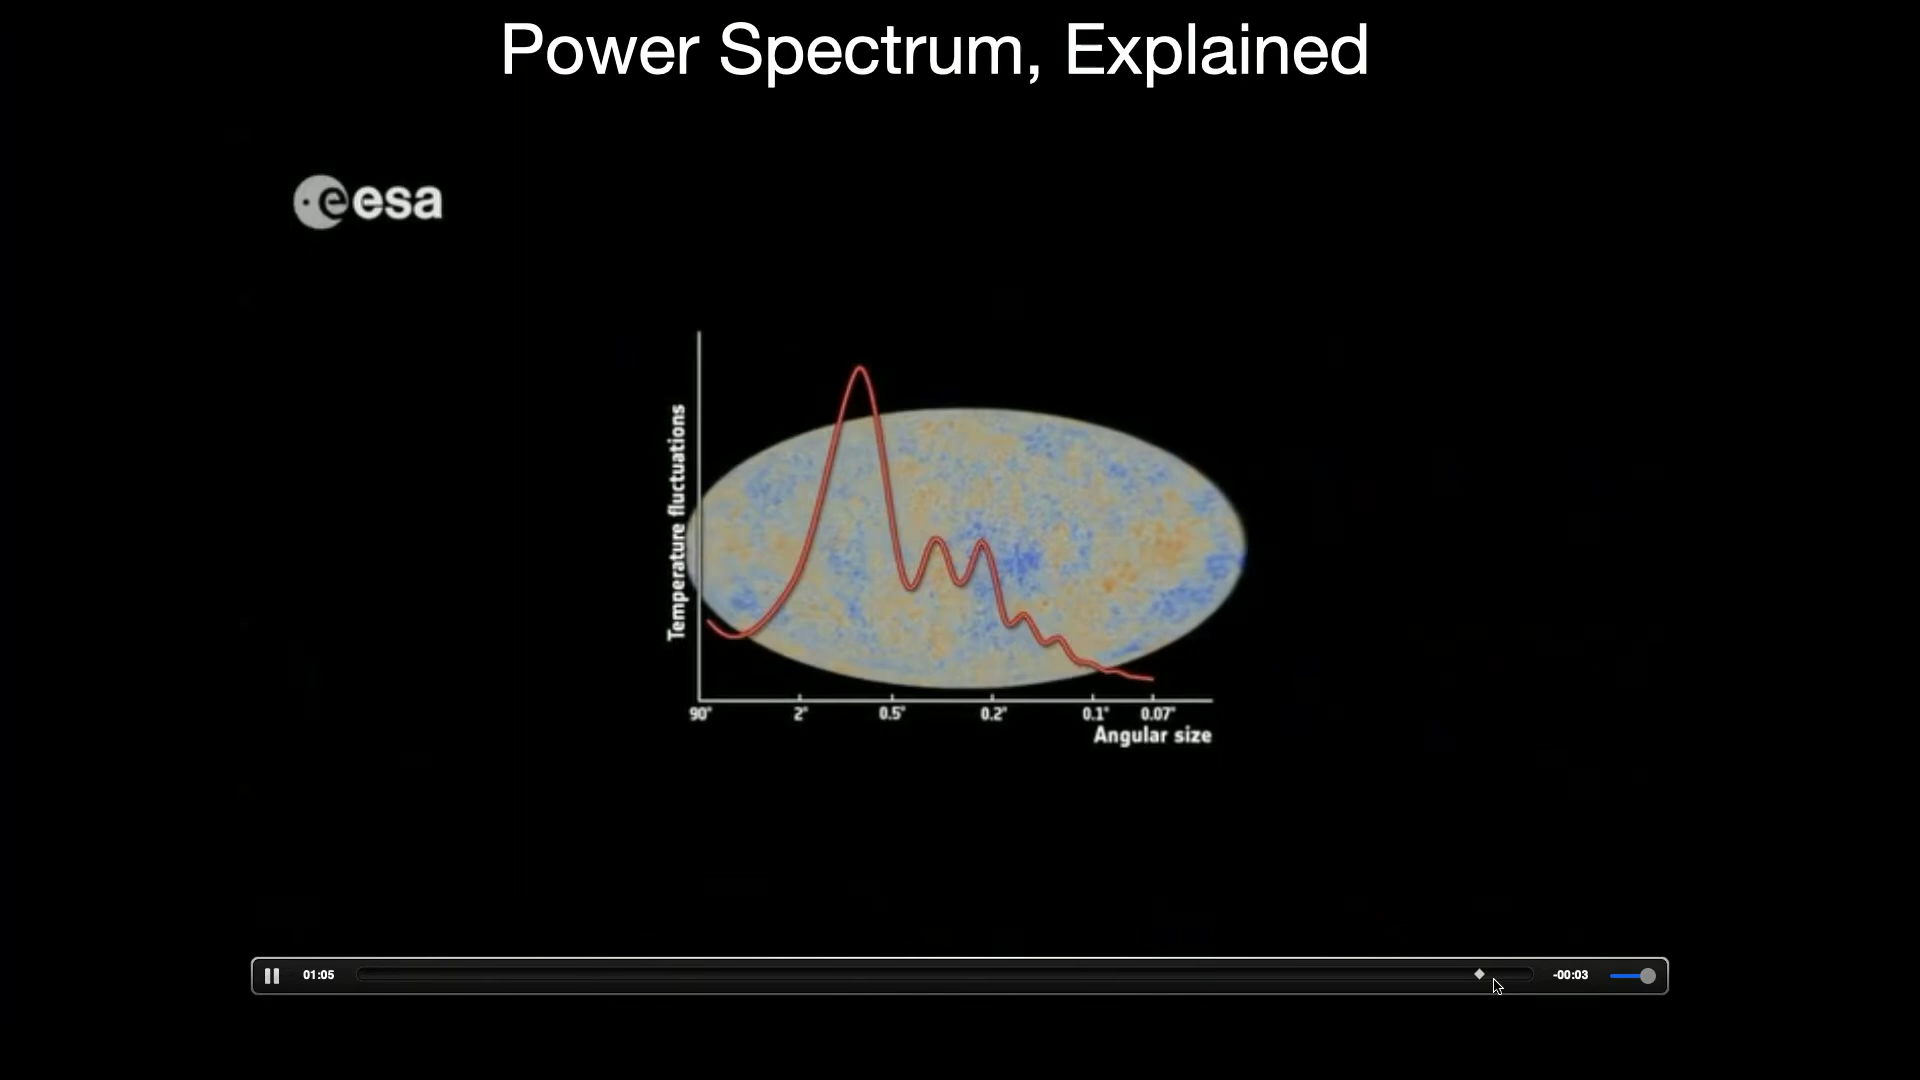 Power Spectrum, Explained
esa
Temperature fluctuations
90° 2° 0.5° 0.2° 0.1° 0.07°
Angular size
01:05 -00:03